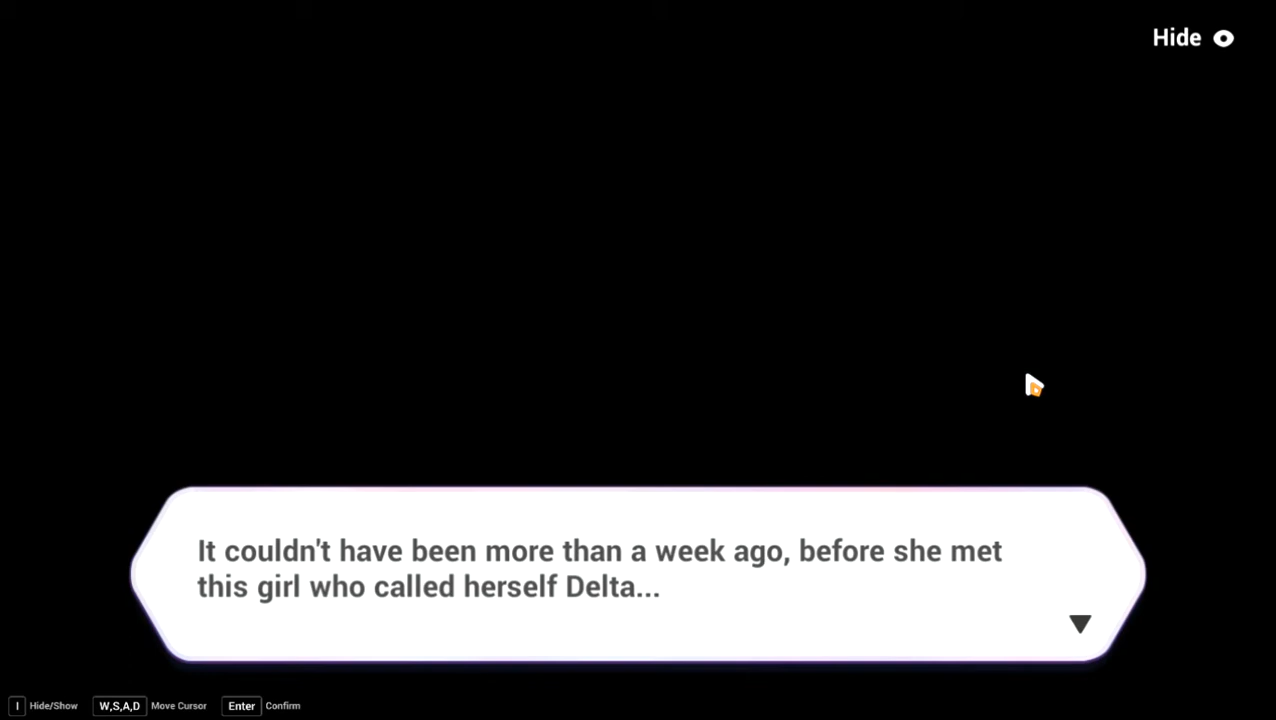 Hide
It couldn't have been more than a week ago, before she met
this girl who called herself Delta...
I Hide/Show W,S,A,D Move Cursor Enter Confirm